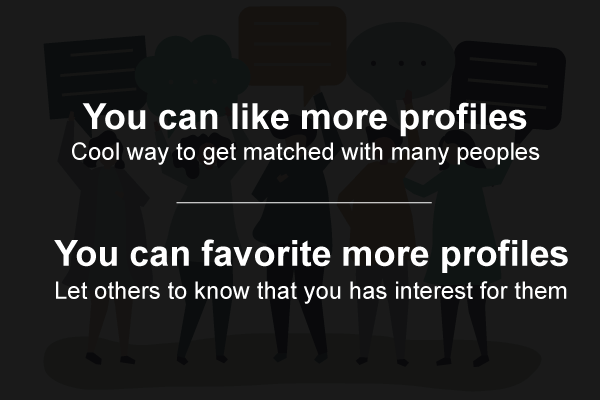 You can like more profiles
Cool way to get matched with many peoples
You can favorite more profiles
Let others to know that you has interest for them